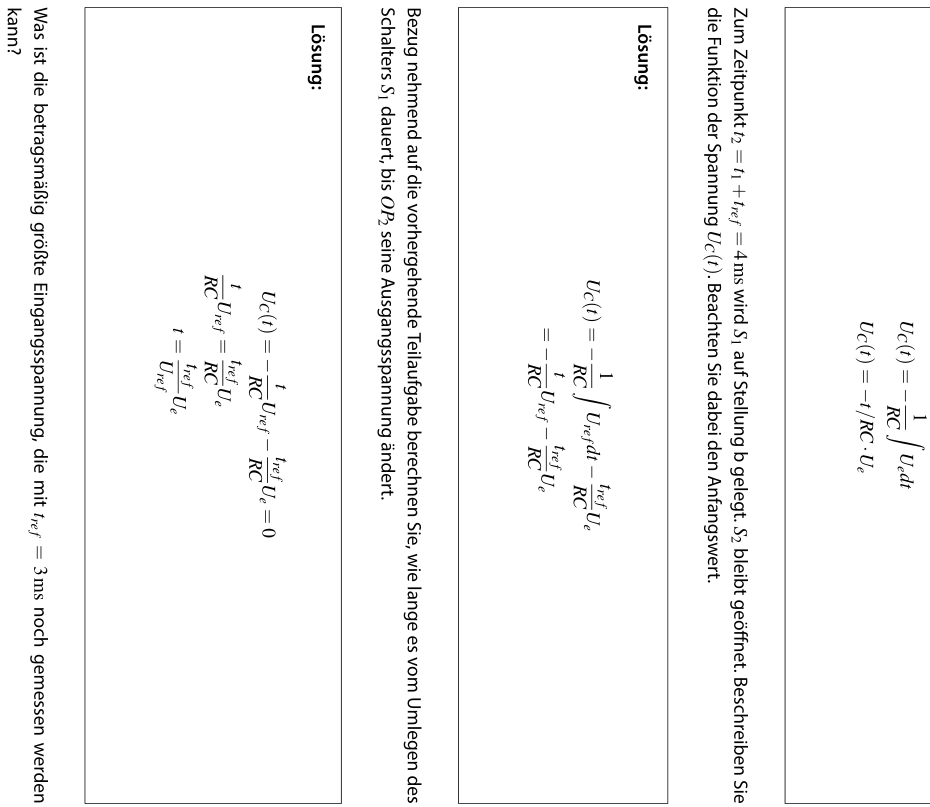 U_C(t) = −\frac{1}{RC} ∫ U_e dt
U_C(t) = −t/RC · U_e
Zum Zeitpunkt t_2 = t_1 + t_{ref} = 4 ms wird S_1 auf Stellung b gelegt. S_2 bleibt geöffnet. Beschreiben Sie
die Funktion der Spannung U_C(t). Beachten Sie dabei den Anfangswert.
Lösung:
U_C(t) = −\frac{1}{RC} ∫ U_{ref} dt − \frac{t_{ref}}{RC} U_e
= −\frac{t}{RC} U_{ref} − \frac{t_{ref}}{RC} U_e
Bezug nehmend auf die vorhergehende Teilaufgabe berechnen Sie, wie lange es vom Umlegen des
Schalters S_1 dauert, bis OP_2 seine Ausgangsspannung ändert.
Lösung:
U_C(t) = −\frac{t}{RC} U_{ref} − \frac{t_{ref}}{RC} U_e = 0
\frac{t}{RC} U_{ref} = \frac{t_{ref}}{RC} U_e
t = \frac{t_{ref}}{U_{ref}} U_e
Was ist die betragsmäßig größte Eingangsspannung, die mit t_{ref} = 3 ms noch gemessen werden
kann?